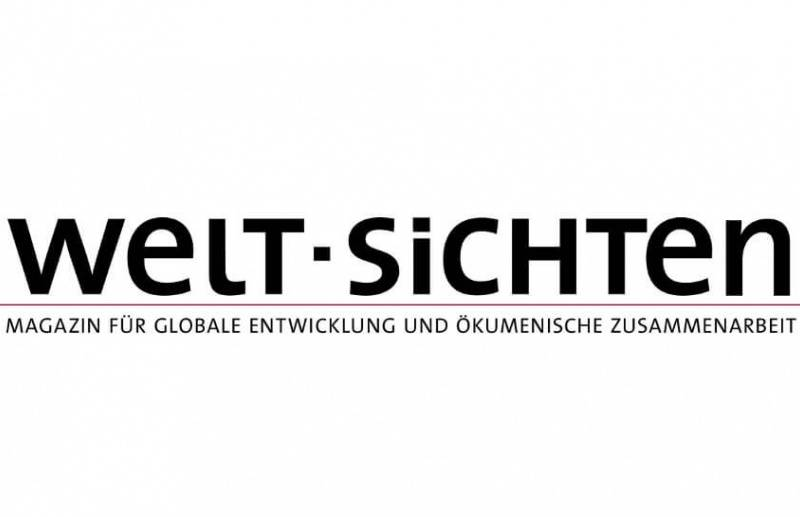 welt-sichten
MAGAZIN FÜR GLOBALE ENTWICKLUNG UND ÖKUMENISCHE ZUSAMMENARBEIT